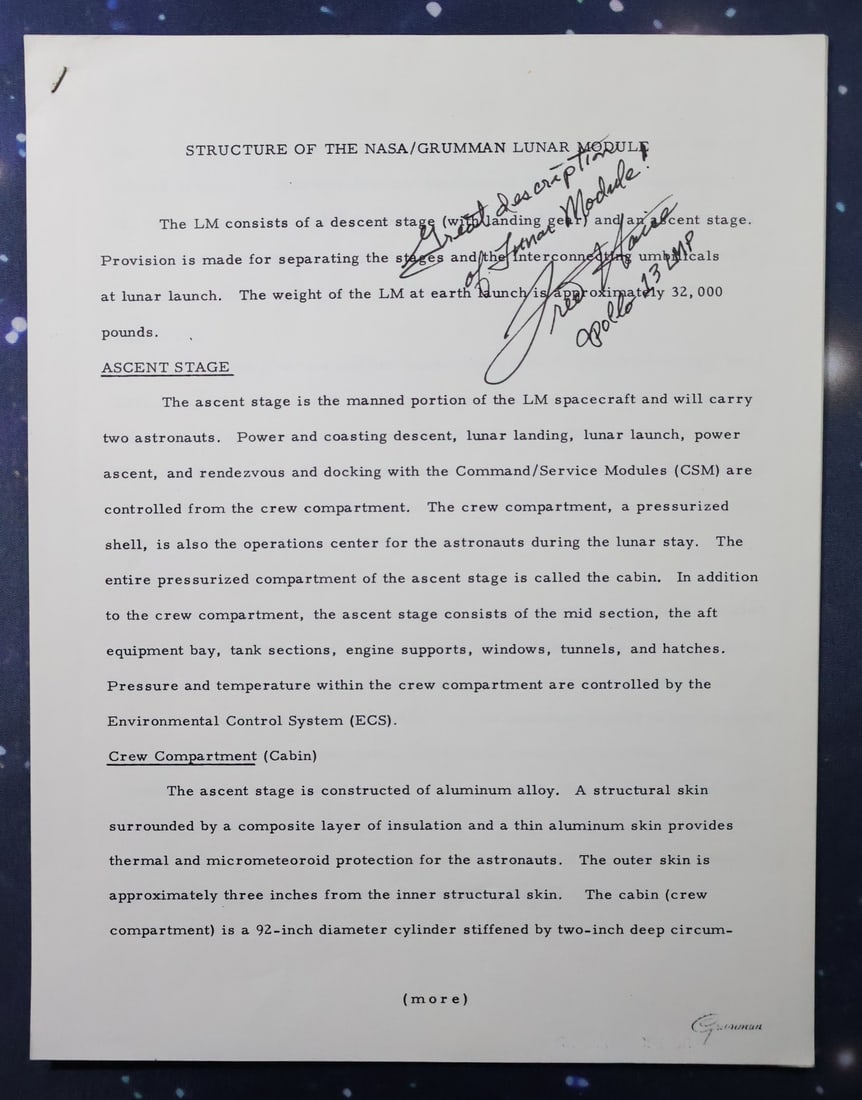 STRUCTURE OF THE NASA/GRUMMAN LUNAR MODULE
Great description
of Lunar Module!
Fred Haise
Apollo 13 LMP
The LM consists of a descent stage (with landing gear) and an ascent stage.
Provision is made for separating the stages and the interconnecting umbilicals
at lunar launch. The weight of the LM at earth launch is approximately 32,000
pounds.
ASCENT STAGE
The ascent stage is the manned portion of the LM spacecraft and will carry
two astronauts. Power and coasting descent, lunar landing, lunar launch, power
ascent, and rendezvous and docking with the Command/Service Modules (CSM) are
controlled from the crew compartment. The crew compartment, a pressurized
shell, is also the operations center for the astronauts during the lunar stay. The
entire pressurized compartment of the ascent stage is called the cabin. In addition
to the crew compartment, the ascent stage consists of the mid section, the aft
equipment bay, tank sections, engine supports, windows, tunnels, and hatches.
Pressure and temperature within the crew compartment are controlled by the
Environmental Control System (ECS).
Crew Compartment (Cabin)
The ascent stage is constructed of aluminum alloy. A structural skin
surrounded by a composite layer of insulation and a thin aluminum skin provides
thermal and micrometeoroid protection for the astronauts. The outer skin is
approximately three inches from the inner structural skin. The cabin (crew
compartment) is a 92-inch diameter cylinder stiffened by two-inch deep circum-
(more)
Grumman